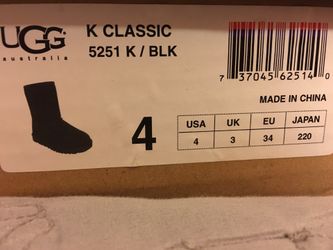 UGG
australia
K CLASSIC
5251 K / BLK
7 37045 62514 0
MADE IN CHINA
4
USA UK EU JAPAN
4 3 34 220